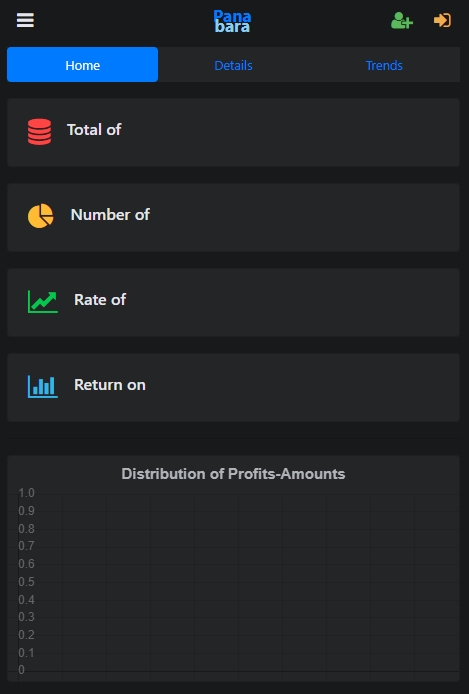 Pana
bara
Home Details Trends
Total of
Number of
Rate of
Return on
Distribution of Profits-Amounts
1.0
0.9
0.8
0.7
0.6
0.5
0.4
0.3
0.2
0.1
0